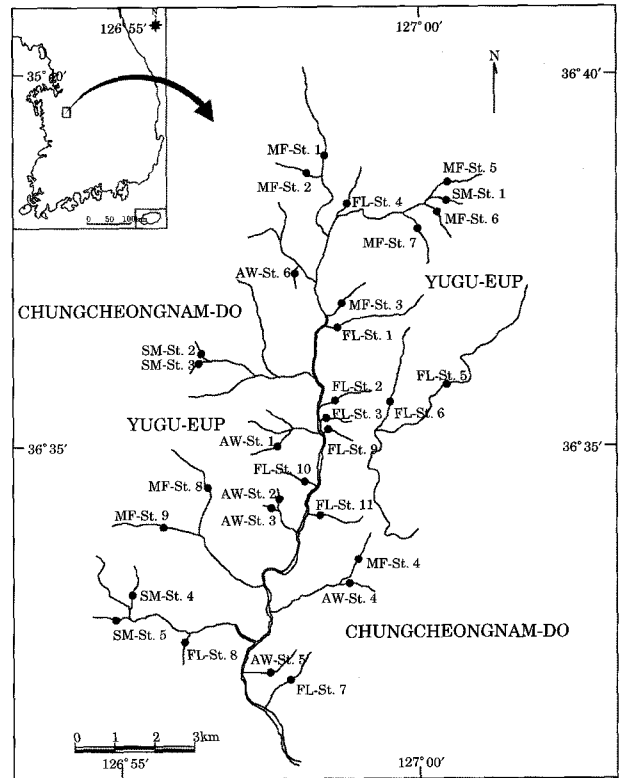 126°55′
127°00′
N
35°
36°40′
N
0 50 100km
MF-St. 1
MF-St. 2
MF-St. 5
SM-St. 1
FL-St. 4
MF-St. 6
MF-St. 7
AW-St. 6
YUGU-EUP
MF-St. 3
CHUNGCHEONGNAM-DO
FL-St. 1
SM-St. 2
SM-St. 3
FL-St. 5
FL-St. 2
FL-St. 3
FL-St. 6
YUGU-EUP
FL-St. 9
AW-St. 1
36°35′
36°35′
FL-St. 10
MF-St. 8
AW-St. 2
AW-St. 3
FL-St. 11
MF-St. 9
MF-St. 4
AW-St. 4
SM-St. 4
SM-St. 5
CHUNGCHEONGNAM-DO
FL-St. 8
AW-St. 5
FL-St. 7
0 1 2 3km
126°55′
127°00′